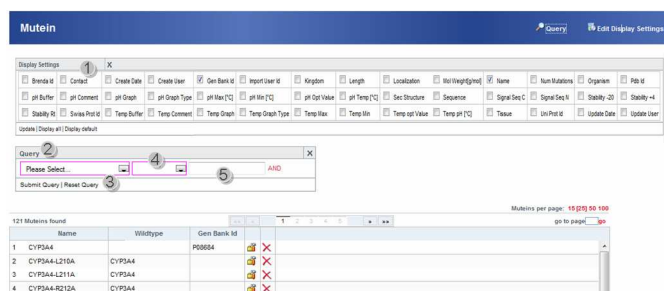 Mutein
Query
Edit Display Settings
Display Settings X
1
Brenda Id Contact Create Date Create User Gen Bank Id Import User Id Kingdom Length Localization Mol Weight[g/mol] Name Num Mutations Organism Pdb Id
pH Buffer pH Comment pH Graph pH Graph Type pH Max [°C] pH Min [°C] pH Opt Value pH Temp [°C] Sec Structure Sequence Signal Seq C Signal Seq N Stability -20 Stability +4
Stability Rt Swiss Prot Id Temp Buffer Temp Comment Temp Graph Temp Graph Type Temp Max Temp Min Temp opt Value Temp pH [°C] Tissue Uni Prot Id Update Date Update User
Update | Display all | Display default
Query 2 X
4
Please Select... 5 AND
Submit Query | Reset Query 3
Muteins per page: 15 [25] 50 100
121 Muteins found 1 2 3 4 5 go to page go
Name Wildtype Gen Bank Id
1 CYP3A4 P08684
2 CYP3A4-L210A CYP3A4
3 CYP3A4-L211A CYP3A4
4 CYP3A4-R212A CYP3A4